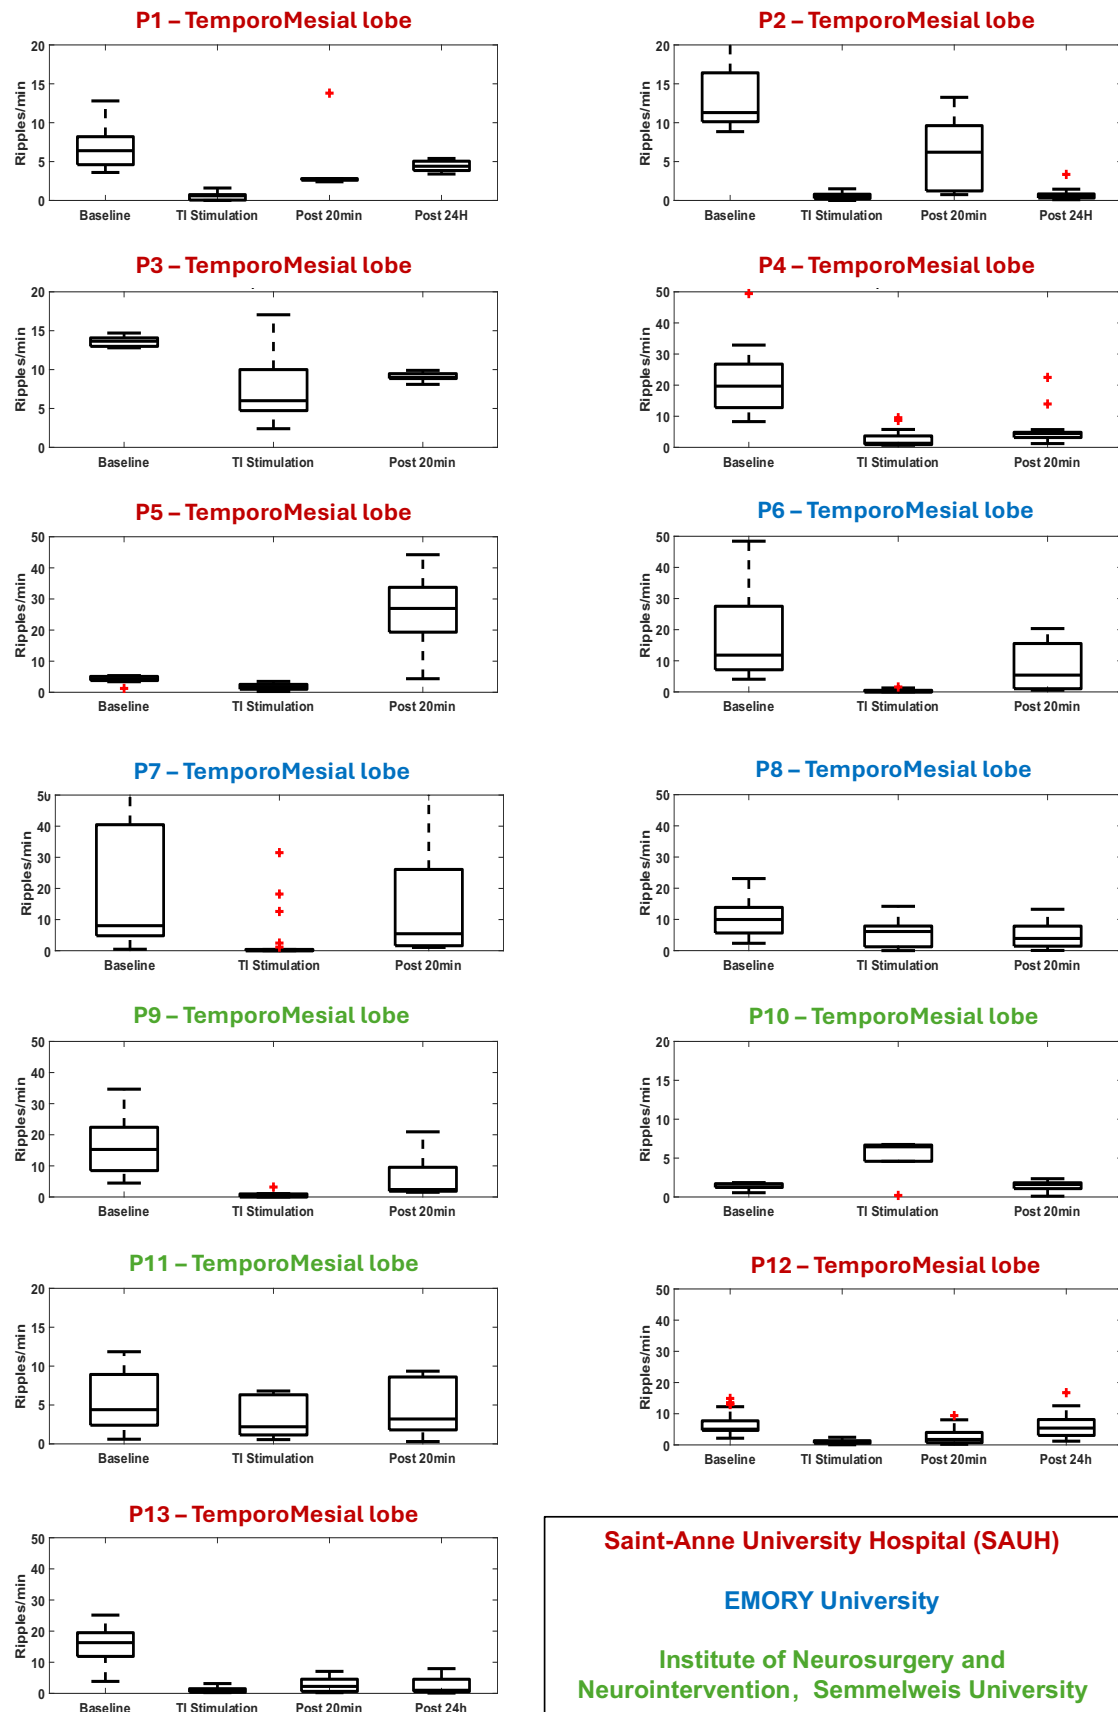 P1 – TemporoMesial lobe
Ripples/min
20
15
10
5
0
Baseline TI Stimulation Post 20min Post 24H
P2 – TemporoMesial lobe
Ripples/min
20
15
10
5
0
Baseline TI Stimulation Post 20min Post 24H
P3 – TemporoMesial lobe
Ripples/min
20
15
10
5
0
Baseline TI Stimulation Post 20min
P4 – TemporoMesial lobe
Ripples/min
50
40
30
20
10
0
Baseline TI Stimulation Post 20min
P5 – TemporoMesial lobe
Ripples/min
50
40
30
20
10
0
Baseline TI Stimulation Post 20min
P6 – TemporoMesial lobe
Ripples/min
50
40
30
20
10
0
Baseline TI Stimulation Post 20min
P7 – TemporoMesial lobe
Ripples/min
50
40
30
20
10
0
Baseline TI Stimulation Post 20min
P8 – TemporoMesial lobe
Ripples/min
50
40
30
20
10
0
Baseline TI Stimulation Post 20min
P9 – TemporoMesial lobe
Ripples/min
50
40
30
20
10
0
Baseline TI Stimulation Post 20min
P10 – TemporoMesial lobe
Ripples/min
20
15
10
5
0
Baseline TI Stimulation Post 20min
P11 – TemporoMesial lobe
Ripples/min
20
15
10
5
0
Baseline TI Stimulation Post 20min
P12 – TemporoMesial lobe
Ripples/min
50
40
30
20
10
0
Baseline TI Stimulation Post 20min Post 24h
P13 – TemporoMesial lobe
Ripples/min
50
40
30
20
10
0
Baseline TI Stimulation Post 20min Post 24h
Saint-Anne University Hospital (SAUH)
EMORY University
Institute of Neurosurgery and
Neurointervention, Semmelweis University